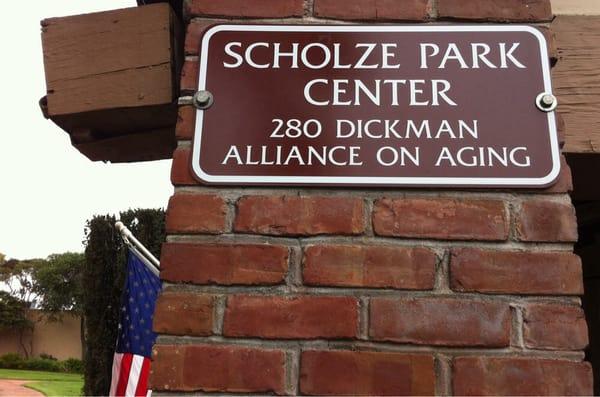 SCHOLZE PARK
CENTER
280 DICKMAN
ALLIANCE ON AGING